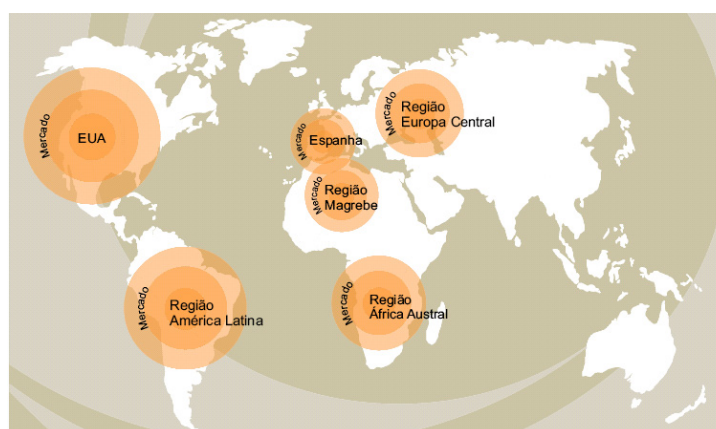 Mercado
EUA
Mercado
Espanha
Mercado
Região
Europa Central
Mercado
Região
Magrebe
Mercado
Região
América Latina
Mercado
Região
África Austral